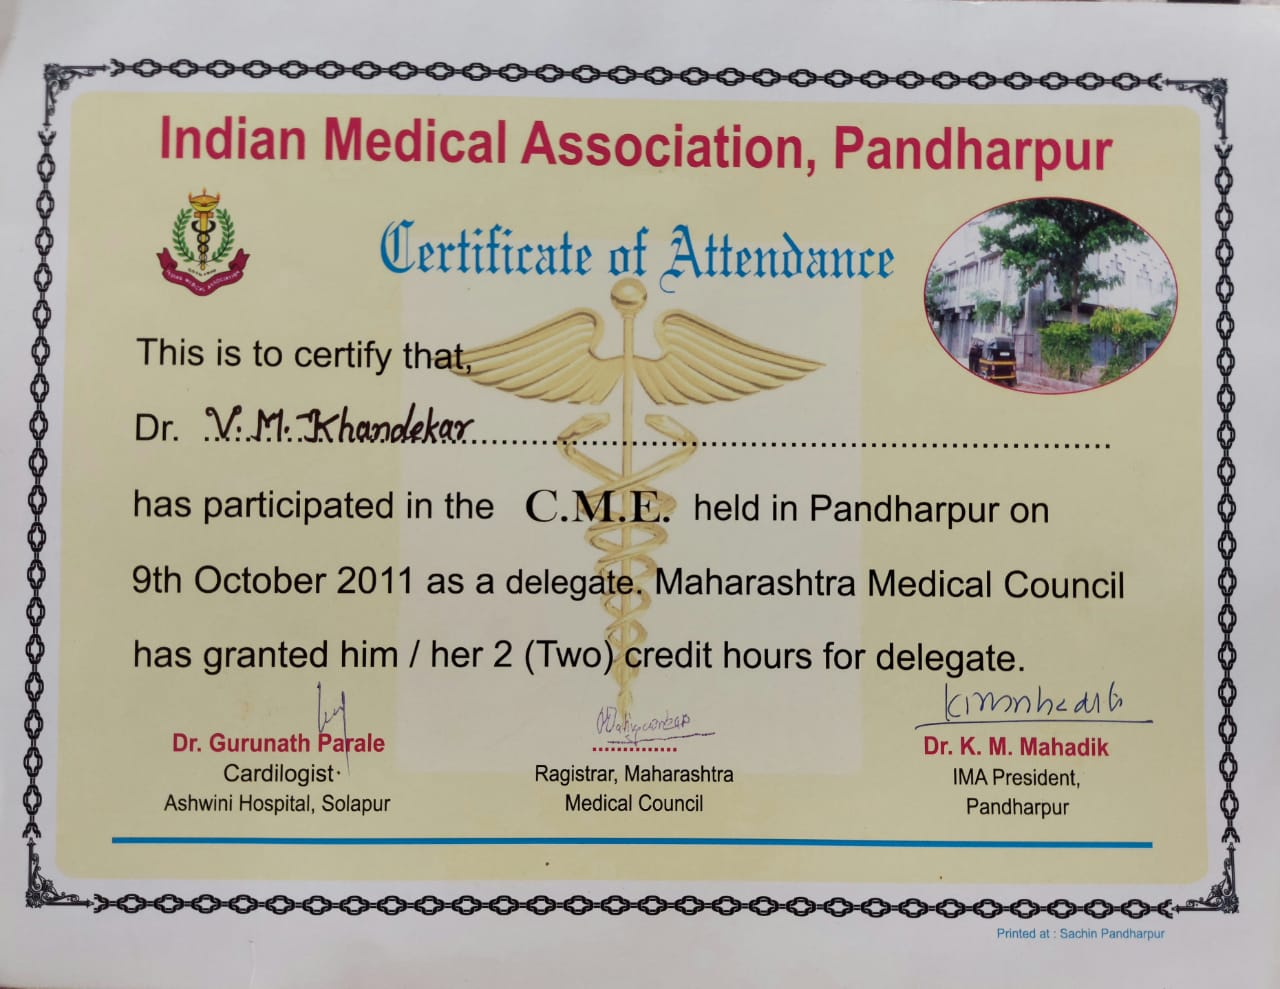 Indian Medical Association, Pandharpur
Certificate of Attendance
This is to certify that,
Dr. V. M. Khandekar
has participated in the C.M.E. held in Pandharpur on
9th October 2011 as a delegate. Maharashtra Medical Council
has granted him / her 2 (Two) credit hours for delegate.
Dr. Gurunath Parale
Cardilogist
Ashwini Hospital, Solapur
Ragistrar, Maharashtra
Medical Council
Dr. K. M. Mahadik
IMA President,
Pandharpur
Printed at : Sachin Pandharpur